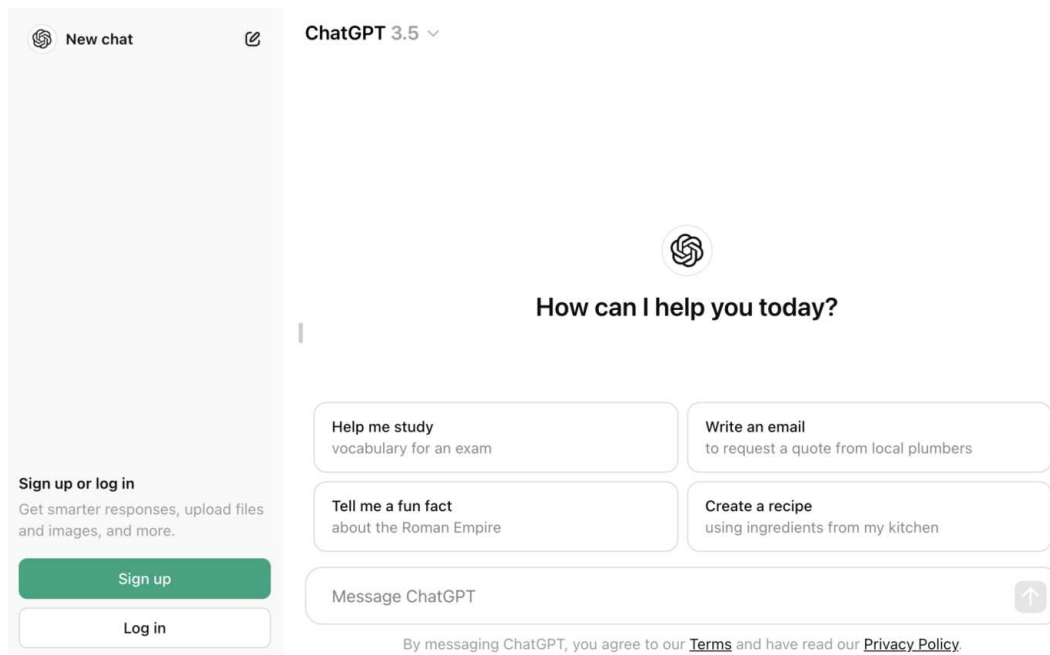 New chat
ChatGPT 3.5
How can I help you today?
Help me study
vocabulary for an exam
Write an email
to request a quote from local plumbers
Tell me a fun fact
about the Roman Empire
Create a recipe
using ingredients from my kitchen
Sign up or log in
Get smarter responses, upload files
and images, and more.
Sign up
Log in
Message ChatGPT
By messaging ChatGPT, you agree to our Terms and have read our Privacy Policy.